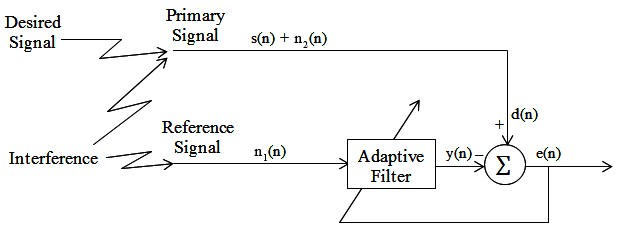 Desired
Signal
Primary
Signal
s(n) + n₂(n)
d(n)
+
Interference
Reference
Signal
n₁(n)
Adaptive
Filter
y(n)
−
Σ
e(n)